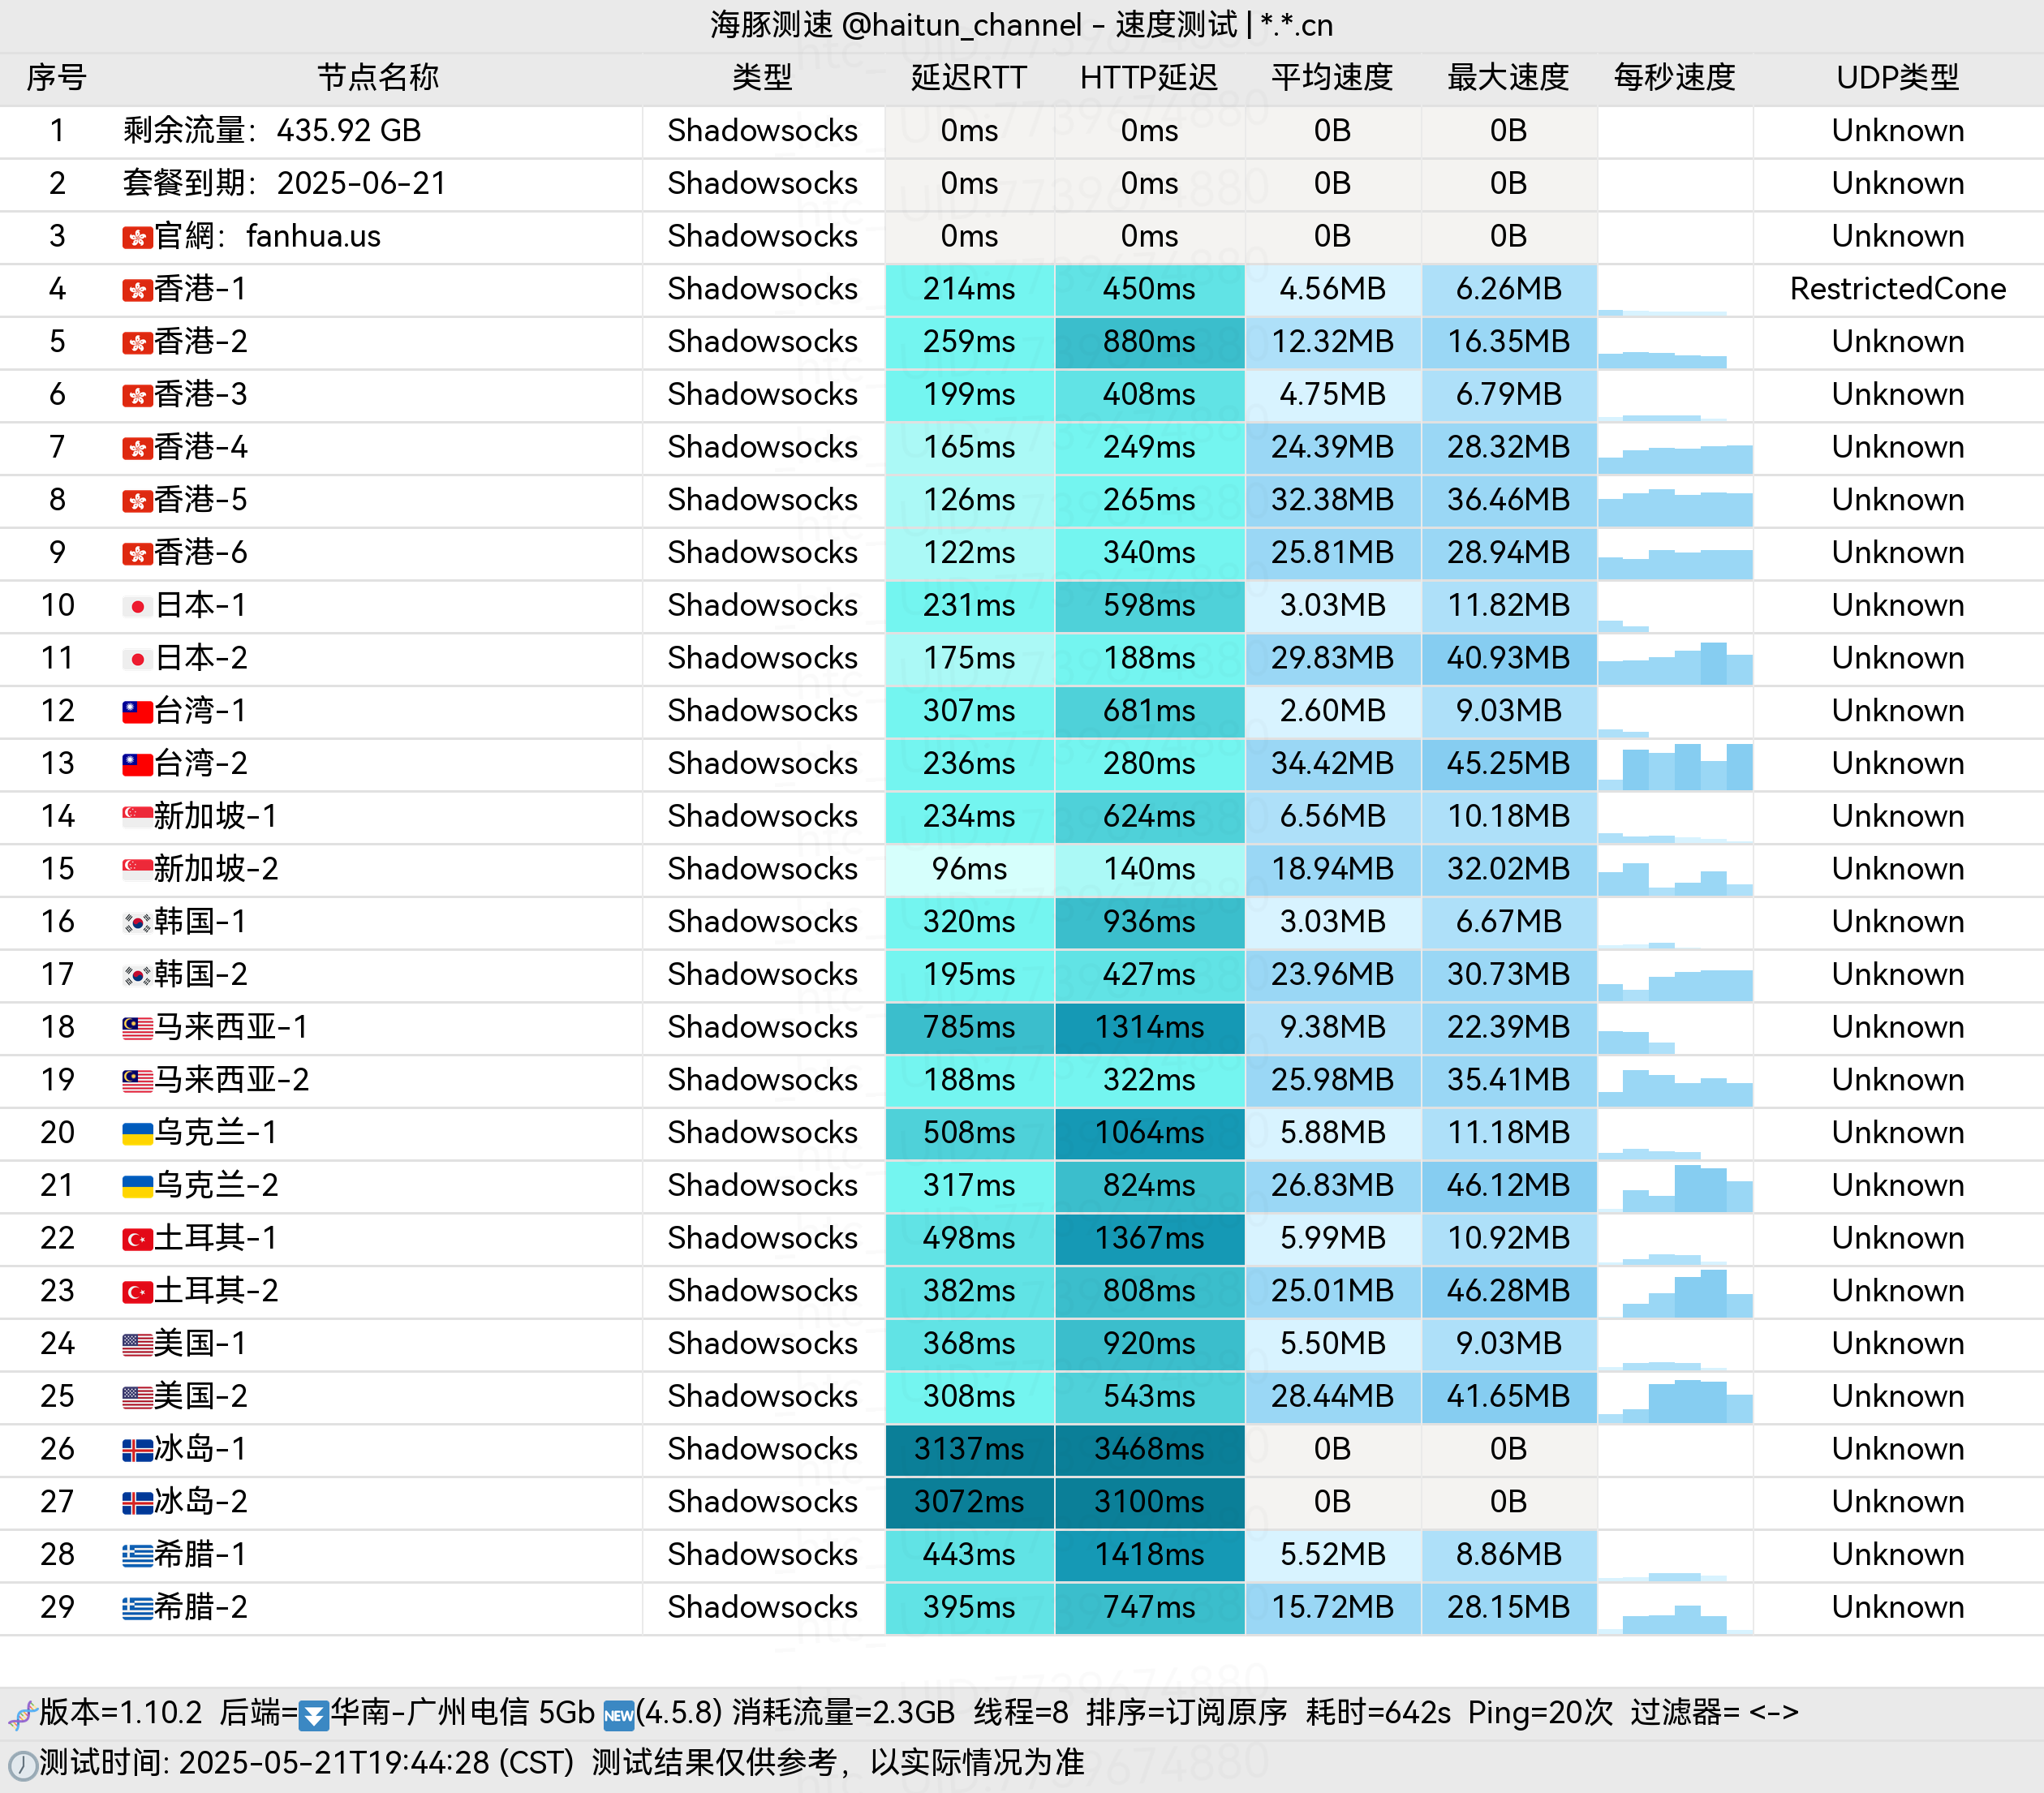 海豚测速 @haitun_channel - 速度测试 | *.*.cn
序号 节点名称 类型 延迟RTT HTTP延迟 平均速度 最大速度 每秒速度 UDP类型
1 剩余流量：435.92 GB Shadowsocks 0ms 0ms 0B 0B Unknown
2 套餐到期：2025-06-21 Shadowsocks 0ms 0ms 0B 0B Unknown
3 官網：fanhua.us Shadowsocks 0ms 0ms 0B 0B Unknown
4 香港-1 Shadowsocks 214ms 450ms 4.56MB 6.26MB RestrictedCone
5 香港-2 Shadowsocks 259ms 880ms 12.32MB 16.35MB Unknown
6 香港-3 Shadowsocks 199ms 408ms 4.75MB 6.79MB Unknown
7 香港-4 Shadowsocks 165ms 249ms 24.39MB 28.32MB Unknown
8 香港-5 Shadowsocks 126ms 265ms 32.38MB 36.46MB Unknown
9 香港-6 Shadowsocks 122ms 340ms 25.81MB 28.94MB Unknown
10 日本-1 Shadowsocks 231ms 598ms 3.03MB 11.82MB Unknown
11 日本-2 Shadowsocks 175ms 188ms 29.83MB 40.93MB Unknown
12 台湾-1 Shadowsocks 307ms 681ms 2.60MB 9.03MB Unknown
13 台湾-2 Shadowsocks 236ms 280ms 34.42MB 45.25MB Unknown
14 新加坡-1 Shadowsocks 234ms 624ms 6.56MB 10.18MB Unknown
15 新加坡-2 Shadowsocks 96ms 140ms 18.94MB 32.02MB Unknown
16 韩国-1 Shadowsocks 320ms 936ms 3.03MB 6.67MB Unknown
17 韩国-2 Shadowsocks 195ms 427ms 23.96MB 30.73MB Unknown
18 马来西亚-1 Shadowsocks 785ms 1314ms 9.38MB 22.39MB Unknown
19 马来西亚-2 Shadowsocks 188ms 322ms 25.98MB 35.41MB Unknown
20 乌克兰-1 Shadowsocks 508ms 1064ms 5.88MB 11.18MB Unknown
21 乌克兰-2 Shadowsocks 317ms 824ms 26.83MB 46.12MB Unknown
22 土耳其-1 Shadowsocks 498ms 1367ms 5.99MB 10.92MB Unknown
23 土耳其-2 Shadowsocks 382ms 808ms 25.01MB 46.28MB Unknown
24 美国-1 Shadowsocks 368ms 920ms 5.50MB 9.03MB Unknown
25 美国-2 Shadowsocks 308ms 543ms 28.44MB 41.65MB Unknown
26 冰岛-1 Shadowsocks 3137ms 3468ms 0B 0B Unknown
27 冰岛-2 Shadowsocks 3072ms 3100ms 0B 0B Unknown
28 希腊-1 Shadowsocks 443ms 1418ms 5.52MB 8.86MB Unknown
29 希腊-2 Shadowsocks 395ms 747ms 15.72MB 28.15MB Unknown
版本=1.10.2 后端=华南-广州电信 5Gb NEW(4.5.8) 消耗流量=2.3GB 线程=8 排序=订阅原序 耗时=642s Ping=20次 过滤器= <->
测试时间: 2025-05-21T19:44:28 (CST) 测试结果仅供参考，以实际情况为准